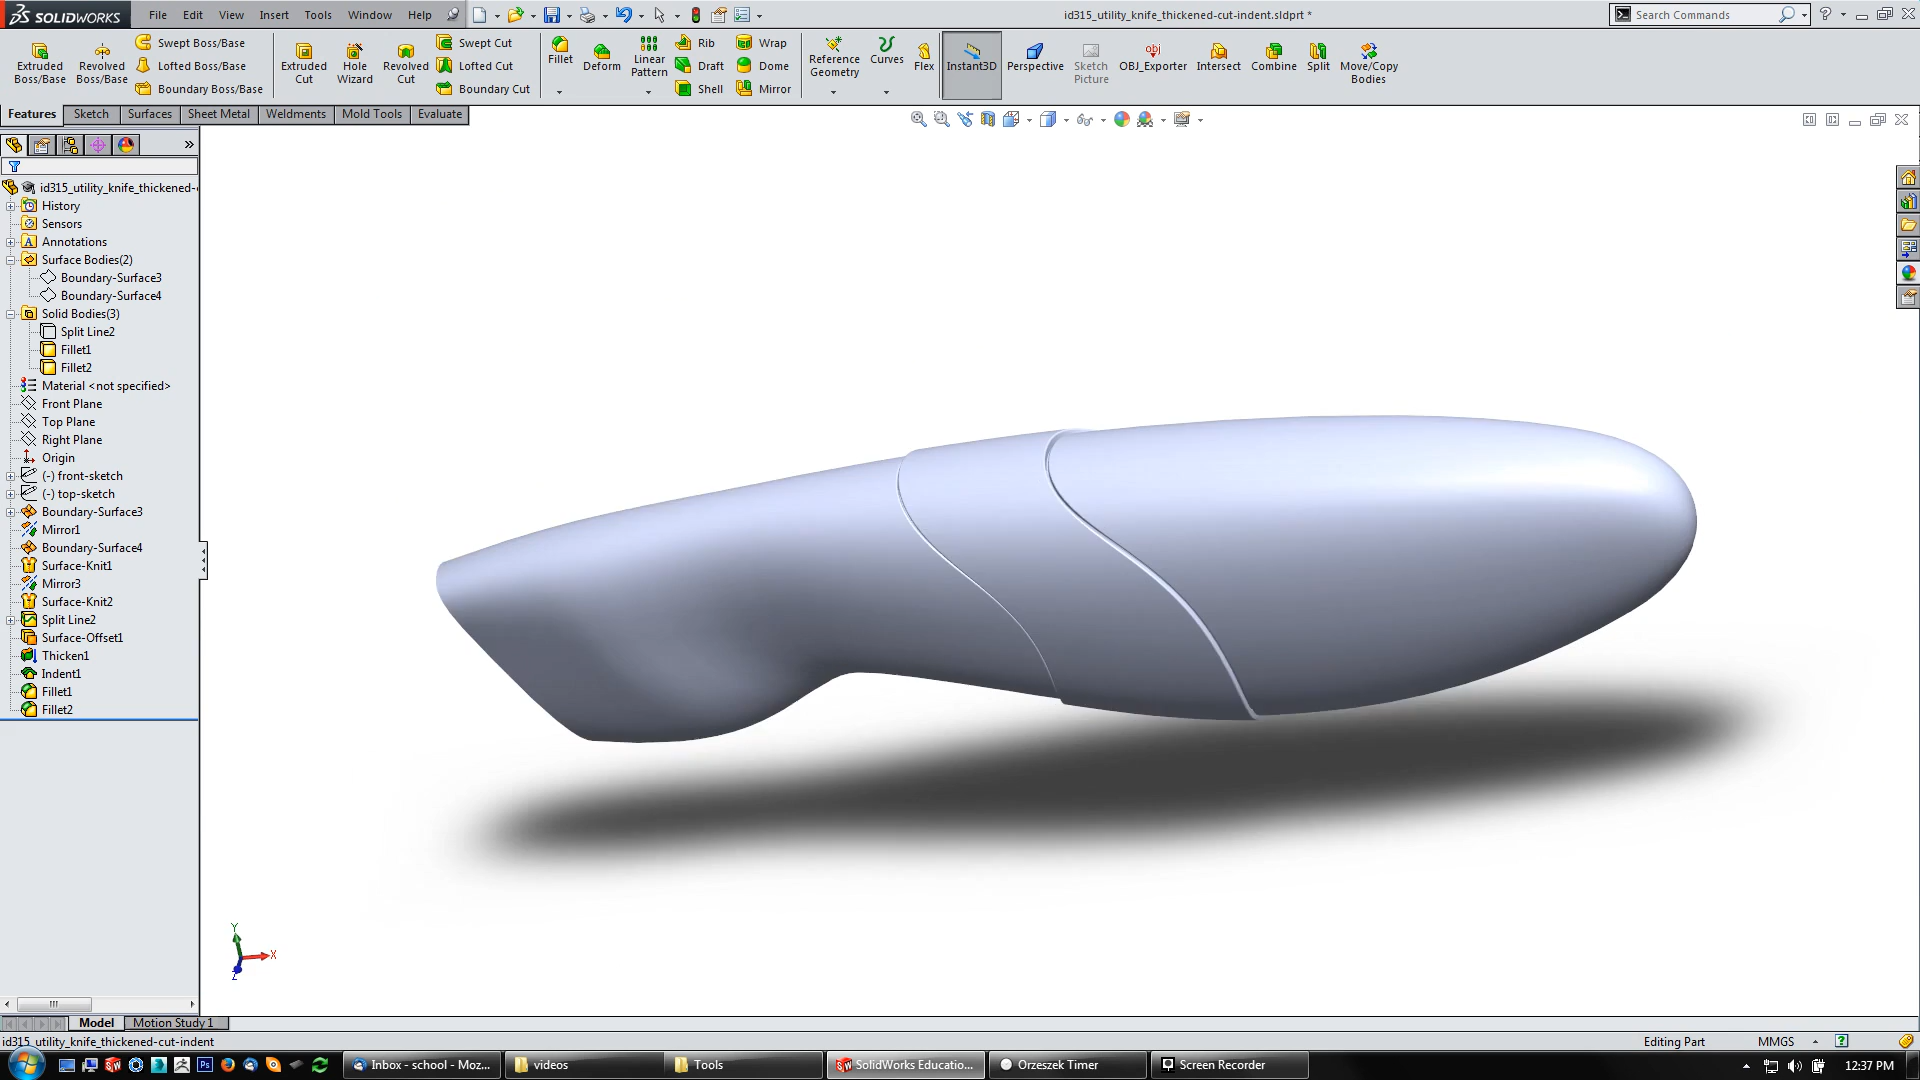 SOLIDWORKS File Edit View Insert Tools Window Help id315_utility_knife_thickened-cut-indent.sldprt * Search Commands
Extruded Boss/Base
Revolved Boss/Base
Swept Boss/Base
Lofted Boss/Base
Boundary Boss/Base
Extruded Cut
Hole Wizard
Revolved Cut
Swept Cut
Lofted Cut
Boundary Cut
Fillet
Deform
Linear Pattern
Rib
Draft
Shell
Wrap
Dome
Mirror
Reference Geometry
Curves
Flex
Instant3D
Perspective
Sketch Picture
obj
OBJ_Exporter
Intersect
Combine
Split
Move/Copy Bodies
Features Sketch Surfaces Sheet Metal Weldments Mold Tools Evaluate
id315_utility_knife_thickened-
History
Sensors
Annotations
Surface Bodies(2)
Boundary-Surface3
Boundary-Surface4
Solid Bodies(3)
Split Line2
Fillet1
Fillet2
Material <not specified>
Front Plane
Top Plane
Right Plane
Origin
(-) front-sketch
(-) top-sketch
Boundary-Surface3
Mirror1
Boundary-Surface4
Surface-Knit1
Mirror3
Surface-Knit2
Split Line2
Surface-Offset1
Thicken1
Indent1
Fillet1
Fillet2
Y
X
Z
Model Motion Study 1
id315_utility_knife_thickened-cut-indent Editing Part MMGS
Inbox - school - Moz... videos Tools SolidWorks Educatio... Orzeszek Timer Screen Recorder 12:37 PM